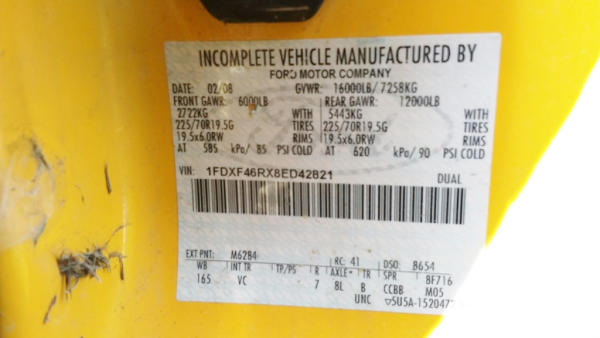 INCOMPLETE VEHICLE MANUFACTURED BY
FORD MOTOR COMPANY
DATE: 02/08 GVWR: 16000LB/7258KG
FRONT GAWR: 6000LB REAR GAWR: 12000LB
2722KG WITH 5443KG WITH
225/70R19.5G TIRES 225/70R19.5G TIRES
19.5x6.0RW RIMS 19.5x6.0RW RIMS
AT 585 kPa/ 85 PSI COLD AT 620 kPa/90 PSI COLD
VIN: 1FDXF46RX8ED42821 DUAL
EXT PNT: M6284 RC: 41 DSO: 8654
WB INT TR TP/PS R AXLE TR SPR 8F716
165 VC 7 8L B CCBB M05
UNC